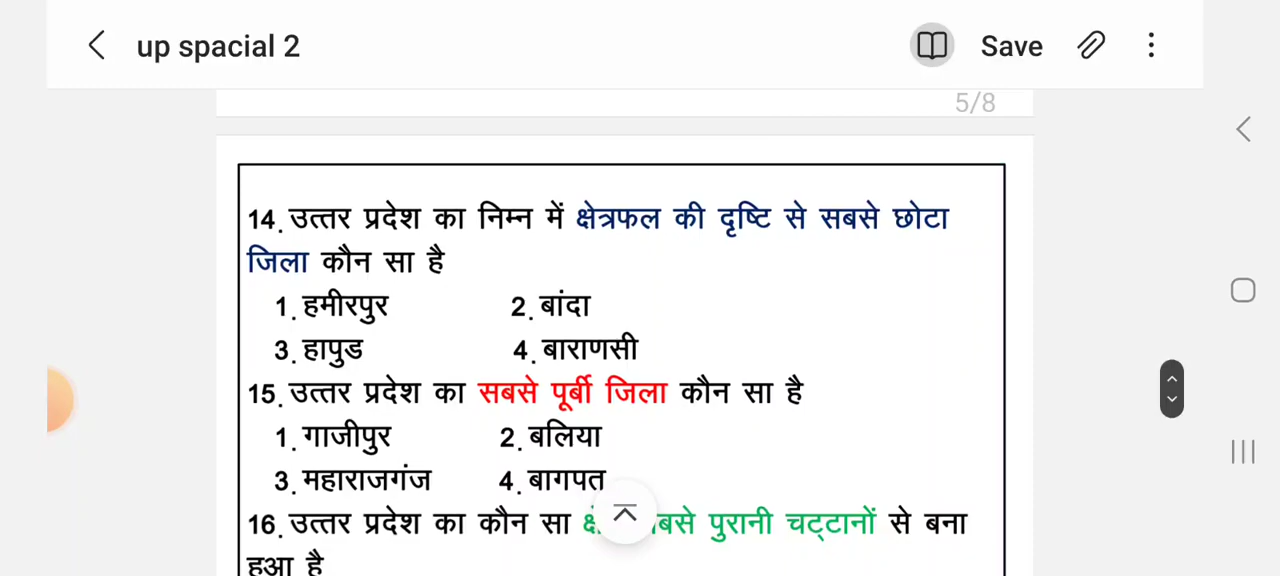 up spacial 2
Save
5/8
14. उत्तर प्रदेश का निम्न में क्षेत्रफल की दृष्टि से सबसे छोटा
जिला कौन सा है
1. हमीरपुर 2. बांदा
3. हापुड 4. बाराणसी
15. उत्तर प्रदेश का सबसे पूर्बी जिला कौन सा है
1. गाजीपुर 2. बलिया
3. महाराजगंज 4. बागपत
16. उत्तर प्रदेश का कौन सा पुरानी चट्टानों से बना
हुआ है